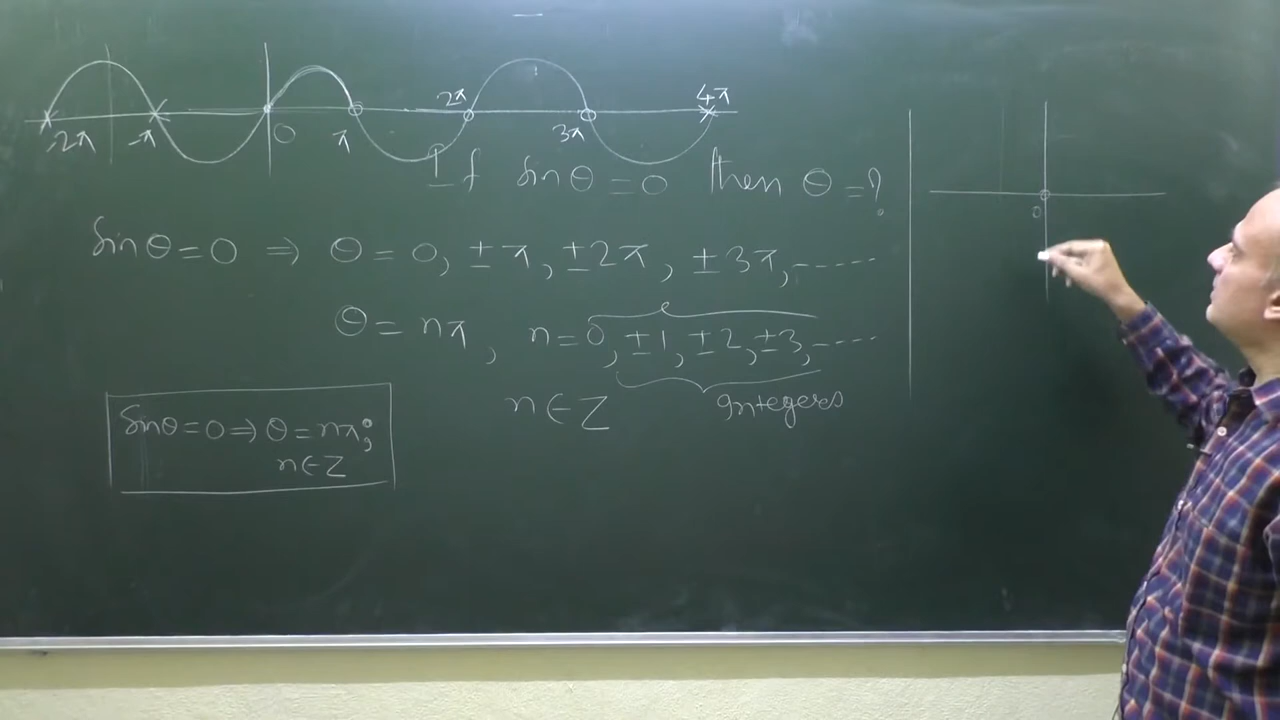 -2π -π 0 π 2π 3π 4π
If sinθ = 0 then θ = ?
sinθ = 0 ⇒ θ = 0, ±π, ±2π, ±3π, -----
θ = nπ, n = 0, ±1, ±2, ±3, -----
n ∈ Z integers
sinθ = 0 ⇒ θ = nπ;
n ∈ Z
0